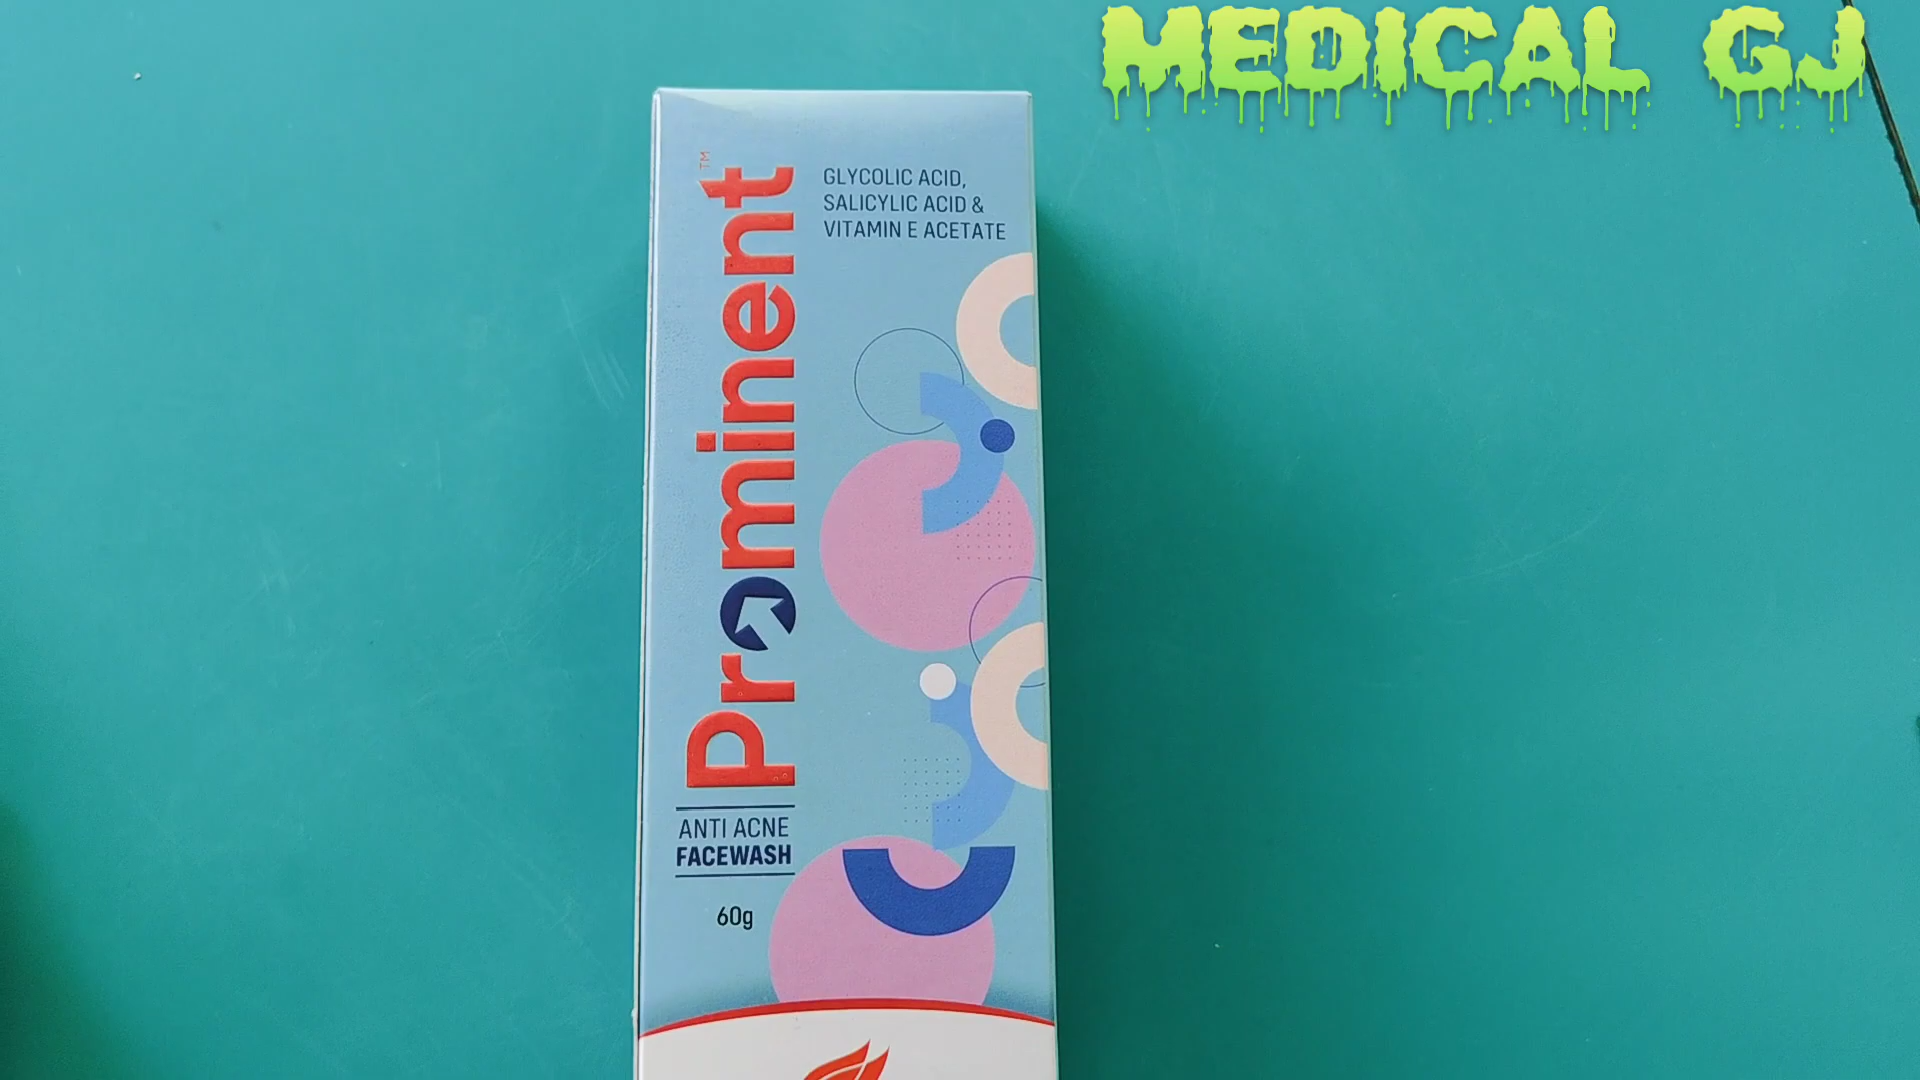 MEDICAL GJ
Prominent™
GLYCOLIC ACID,
SALICYLIC ACID &
VITAMIN E ACETATE
ANTI ACNE
FACEWASH
60g